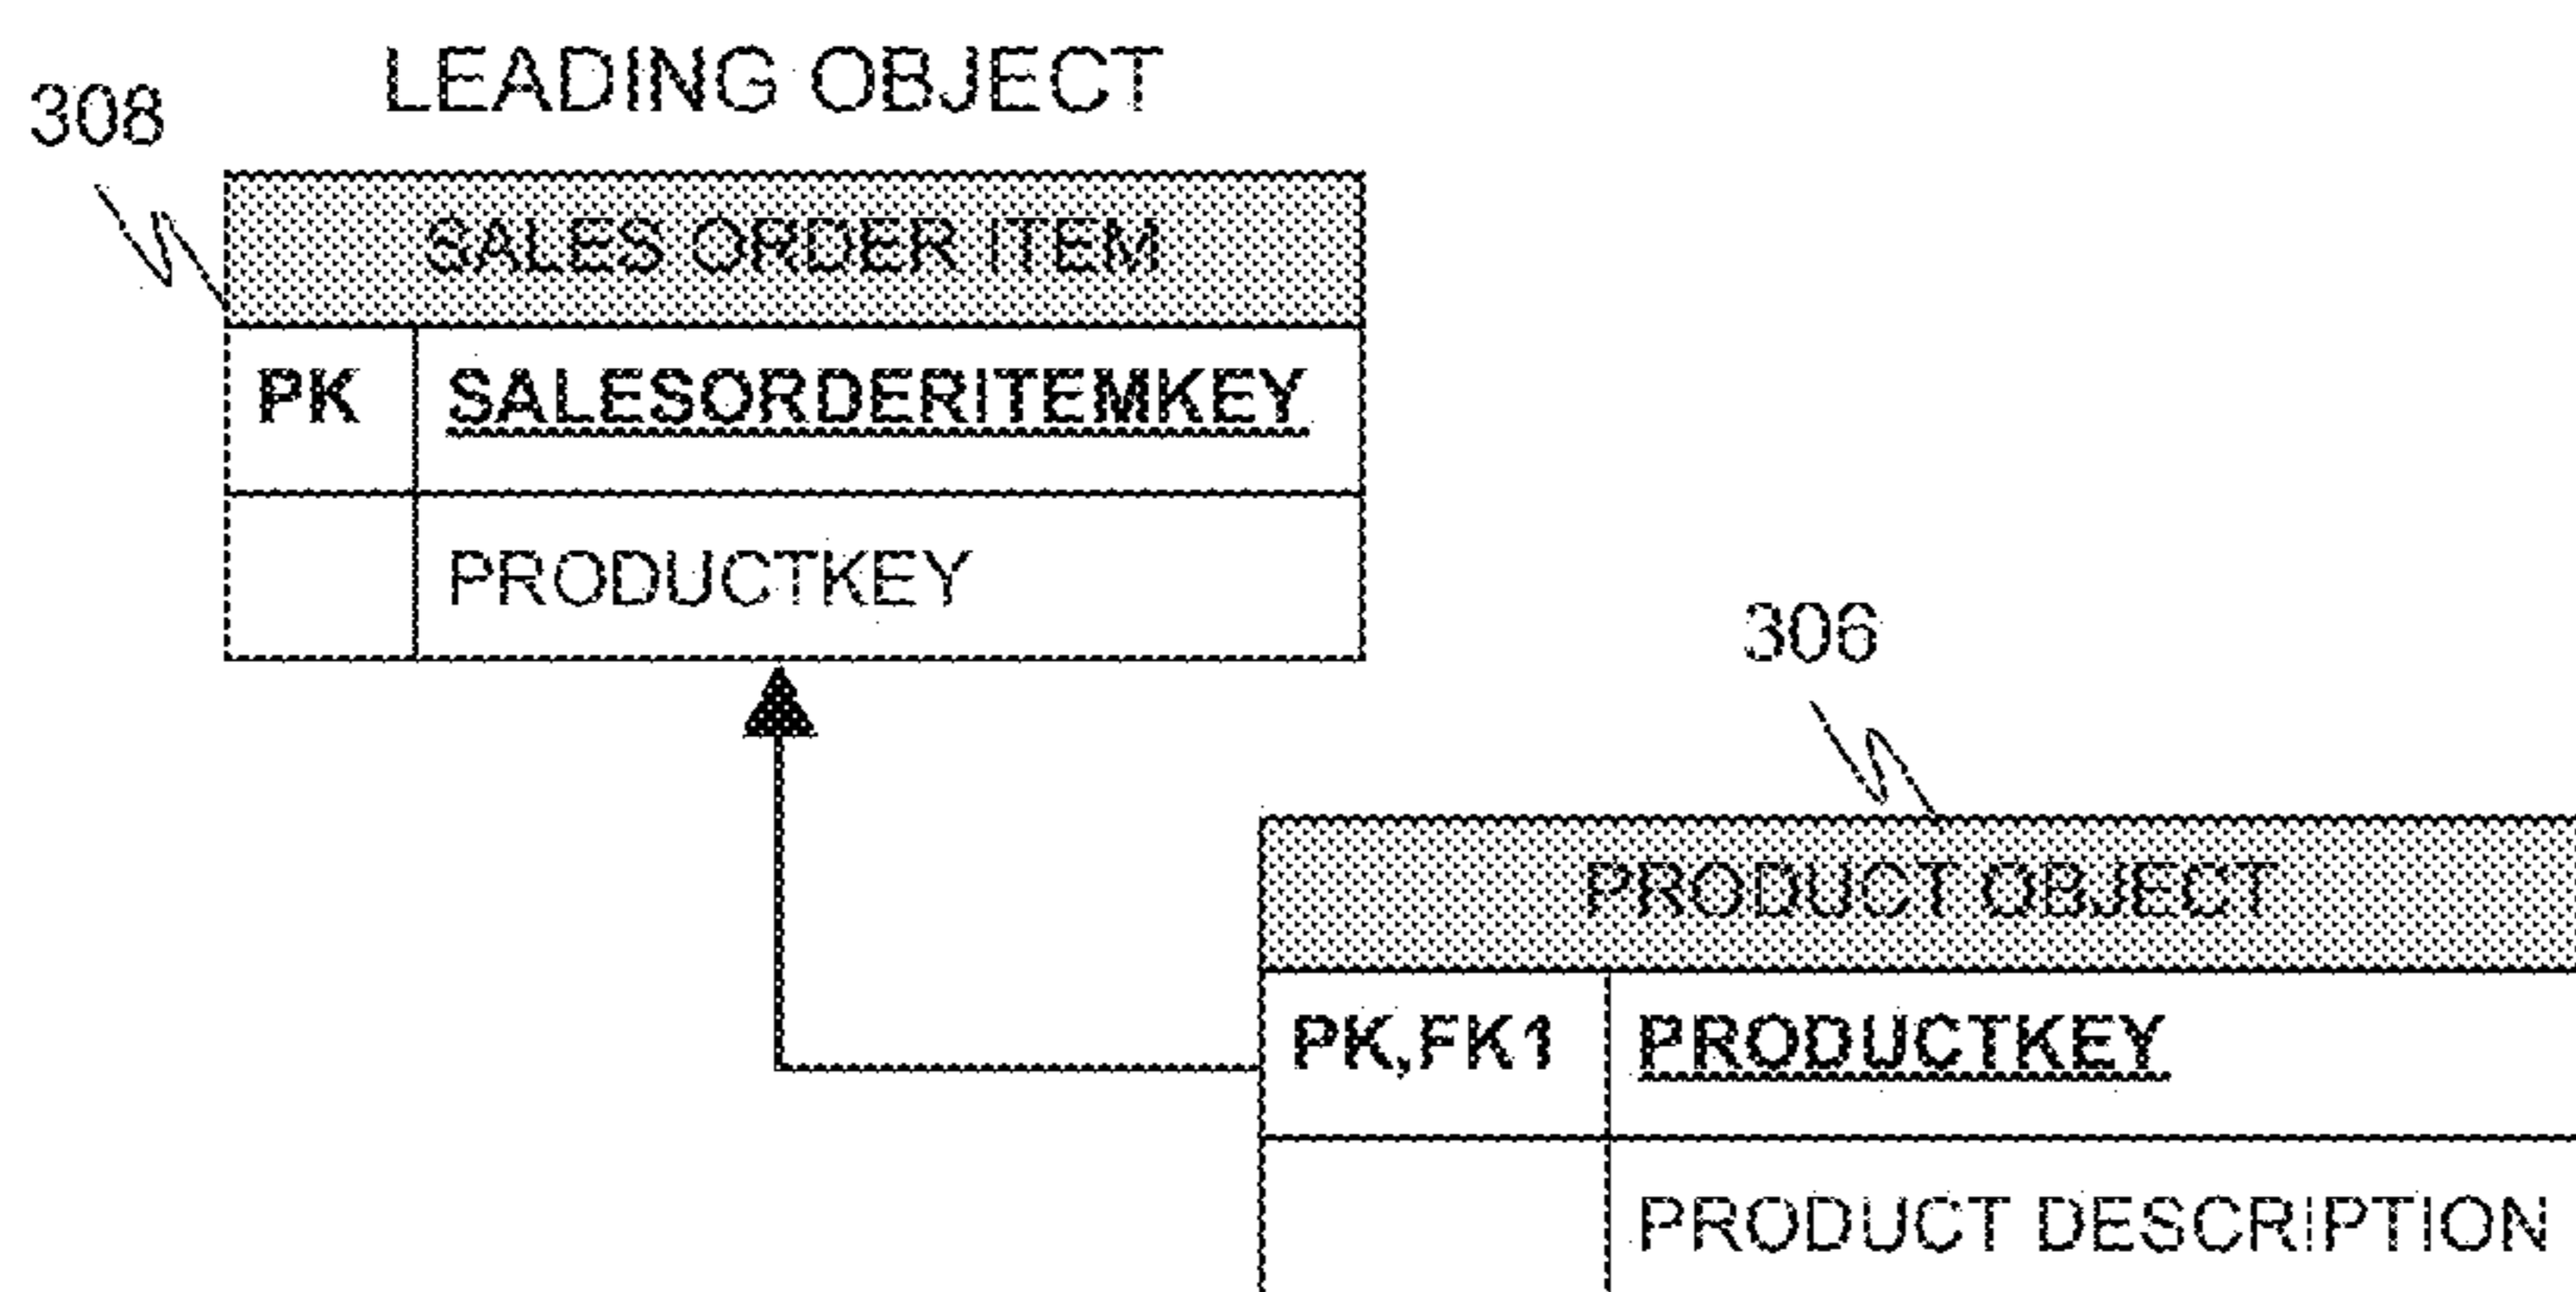 LEADING OBJECT
308
SALES ORDER ITEM
PK SALESORDERITEMKEY
PRODUCTKEY
306
PRODUCT OBJECT
PK,FK1 PRODUCTKEY
PRODUCT DESCRIPTION